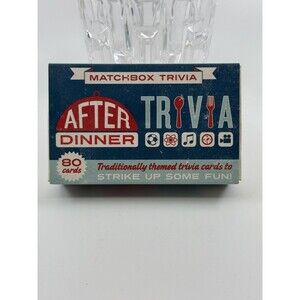 MATCHBOX TRIVIA
AFTER
DINNER
TRIVIA
80
cards
Traditionally themed trivia cards to
STRIKE UP SOME FUN!